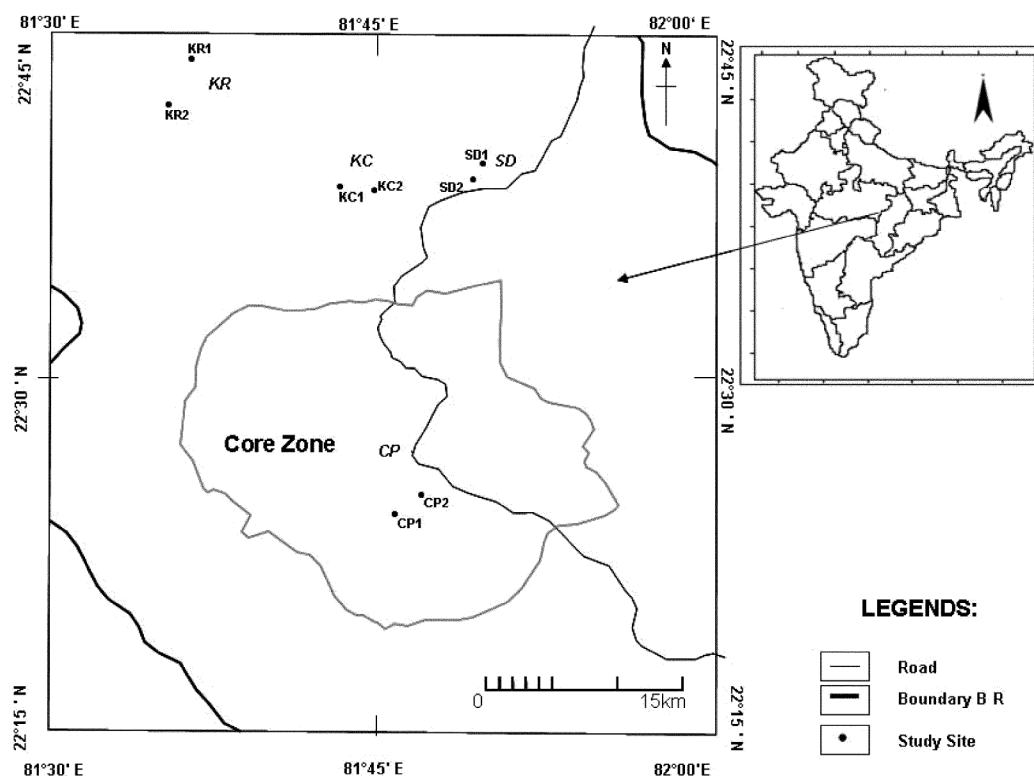 81°30 ' E
81°45 ' E
82°00 ' E
22°45 ' N
22°45 ' N
N
KR1
KR
KR2
KC
KC1
KC2
SD1
SD
SD2
22°30 ' N
22°30 ' N
Core Zone
CP
CP2
CP1
0
15km
22°15 ' N
22°15 ' N
81°30 ' E
81°45 ' E
82°00 ' E
LEGENDS:
Road
Boundary B R
Study Site